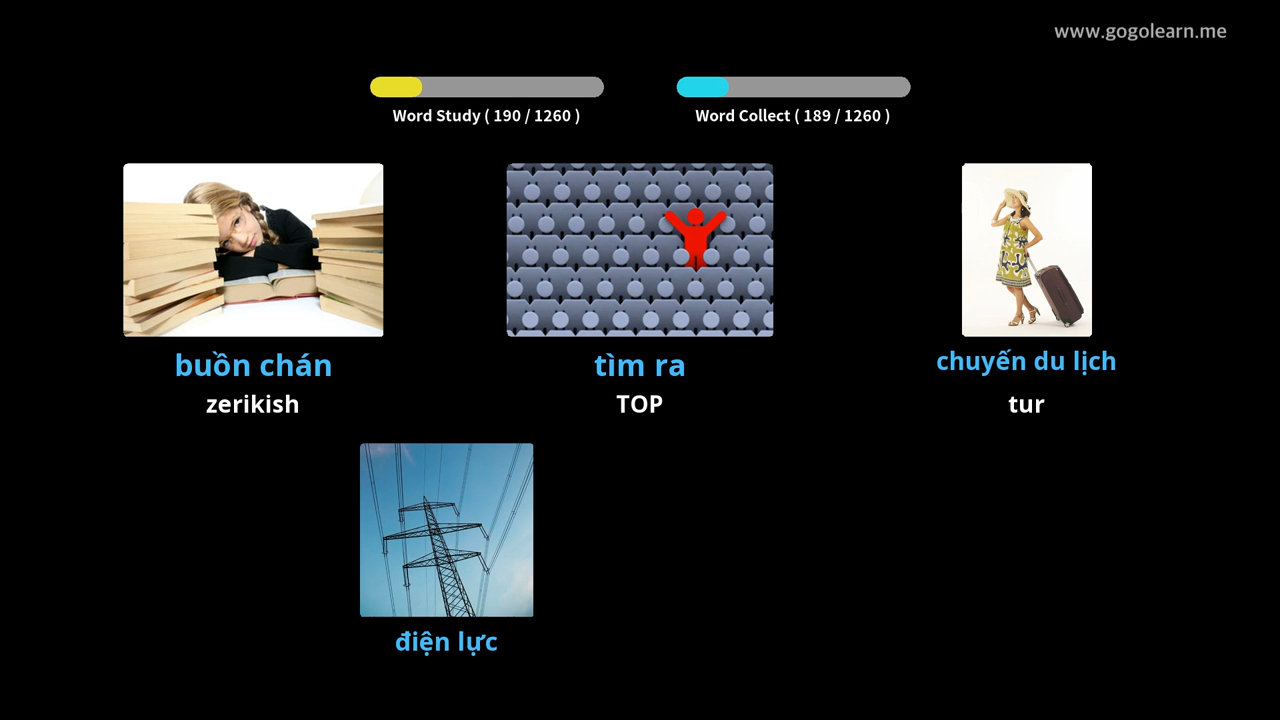 www.gogolearn.me
Word Study ( 190 / 1260 )
Word Collect ( 189 / 1260 )
buồn chán
tìm ra
chuyến du lịch
zerikish
TOP
tur
điện lực